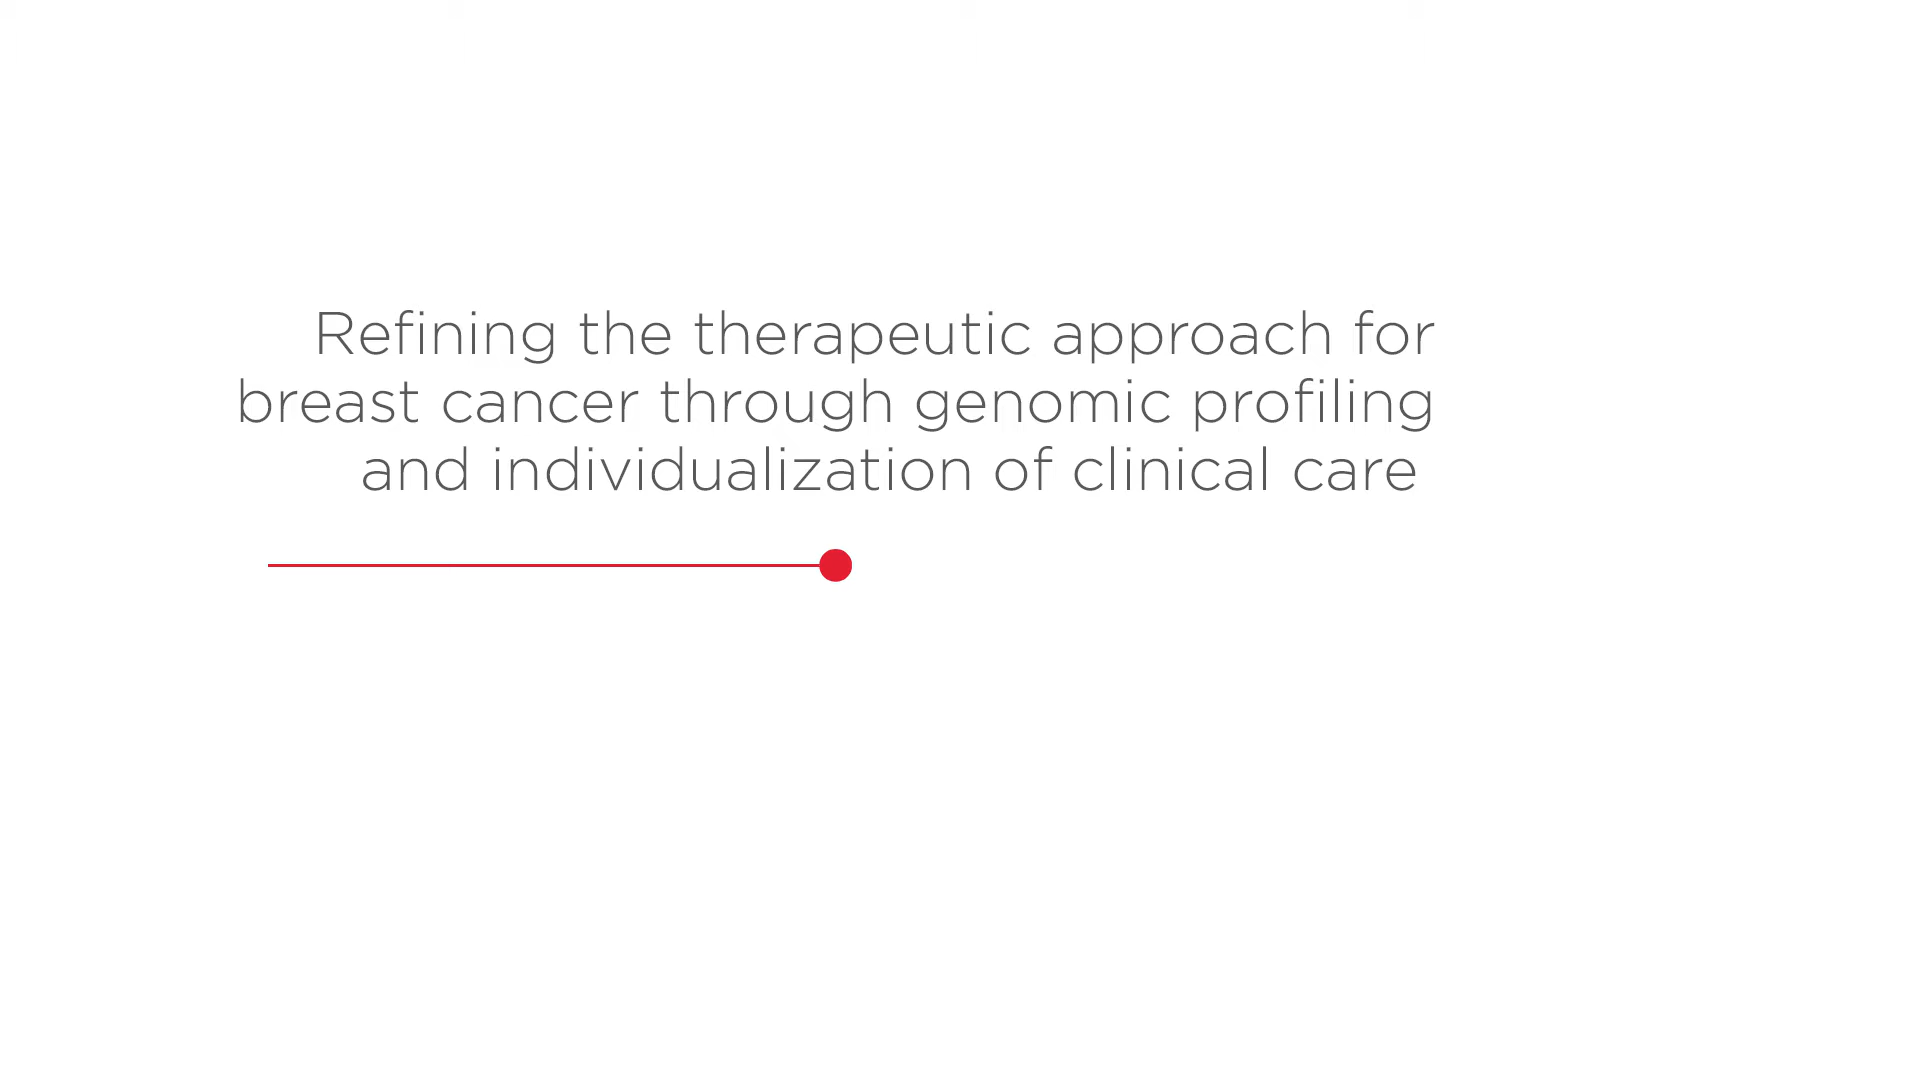 Refining the therapeutic approach for
breast cancer through genomic profiling
and individualization of clinical care